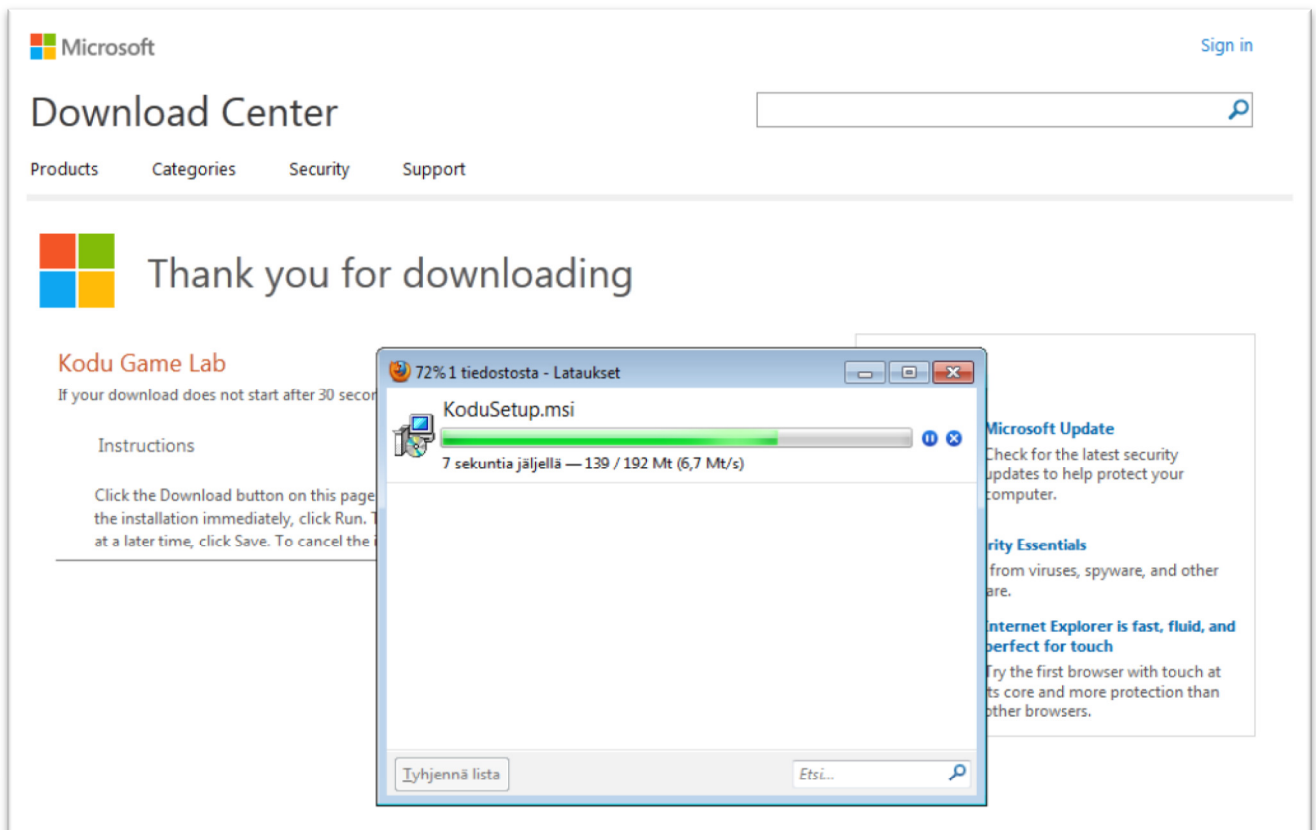 Microsoft
Sign in
Download Center
Products Categories Security Support
Thank you for downloading
Kodu Game Lab
If your download does not start after 30
Instructions
Click the Download button on this page
the installation immediately, click Run.
at a later time, click Save. To cancel the
72% 1 tiedostosta - Lataukset
KoduSetup.msi
7 sekuntia jäljellä — 139 / 192 Mt (6,7 Mt/s)
Tyhjennä lista
Etsi...
Microsoft Update
Check for the latest security
updates to help protect your
computer.
Essentials
from viruses, spyware, and other
Internet Explorer is fast, fluid, and
perfect for touch
Try the first browser with touch at
its core and more protection than
other browsers.